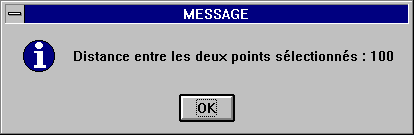 MESSAGE
Distance entre les deux points sélectionnés : 100
OK